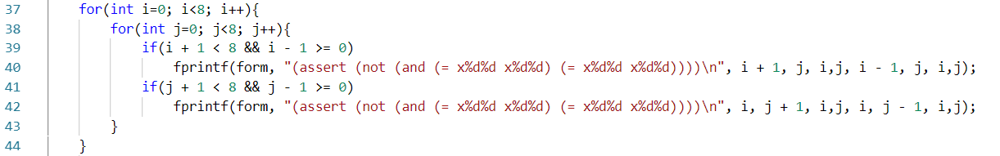 37 for(int i=0; i<8; i++){
38 for(int j=0; j<8; j++){
39 if(i + 1 < 8 && i - 1 >= 0)
40 fprintf(form, "(assert (not (and (= x%d%d x%d%d) (= x%d%d x%d%d))))\n", i + 1, j, i,j, i - 1, j, i,j);
41 if(j + 1 < 8 && j - 1 >= 0)
42 fprintf(form, "(assert (not (and (= x%d%d x%d%d) (= x%d%d x%d%d))))\n", i, j + 1, i,j, i, j - 1, i,j);
43 }
44 }